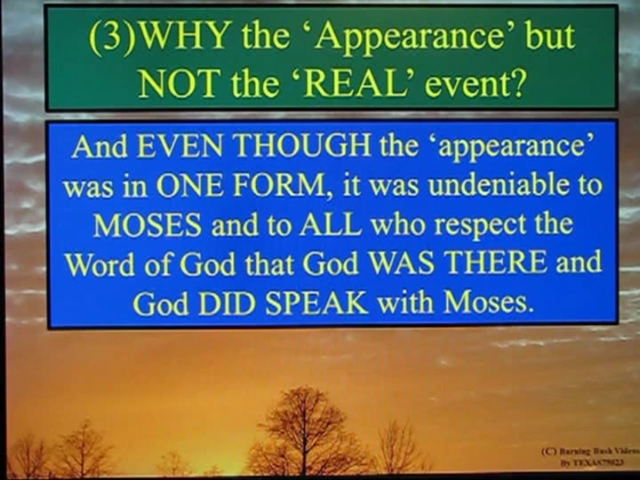 (3)WHY the ‘Appearance’ but
NOT the ‘REAL’ event?
And EVEN THOUGH the ‘appearance’
was in ONE FORM, it was undeniable to
MOSES and to ALL who respect the
Word of God that God WAS THERE and
God DID SPEAK with Moses.
(C) Burning Bush Videos
By TEXAS75023